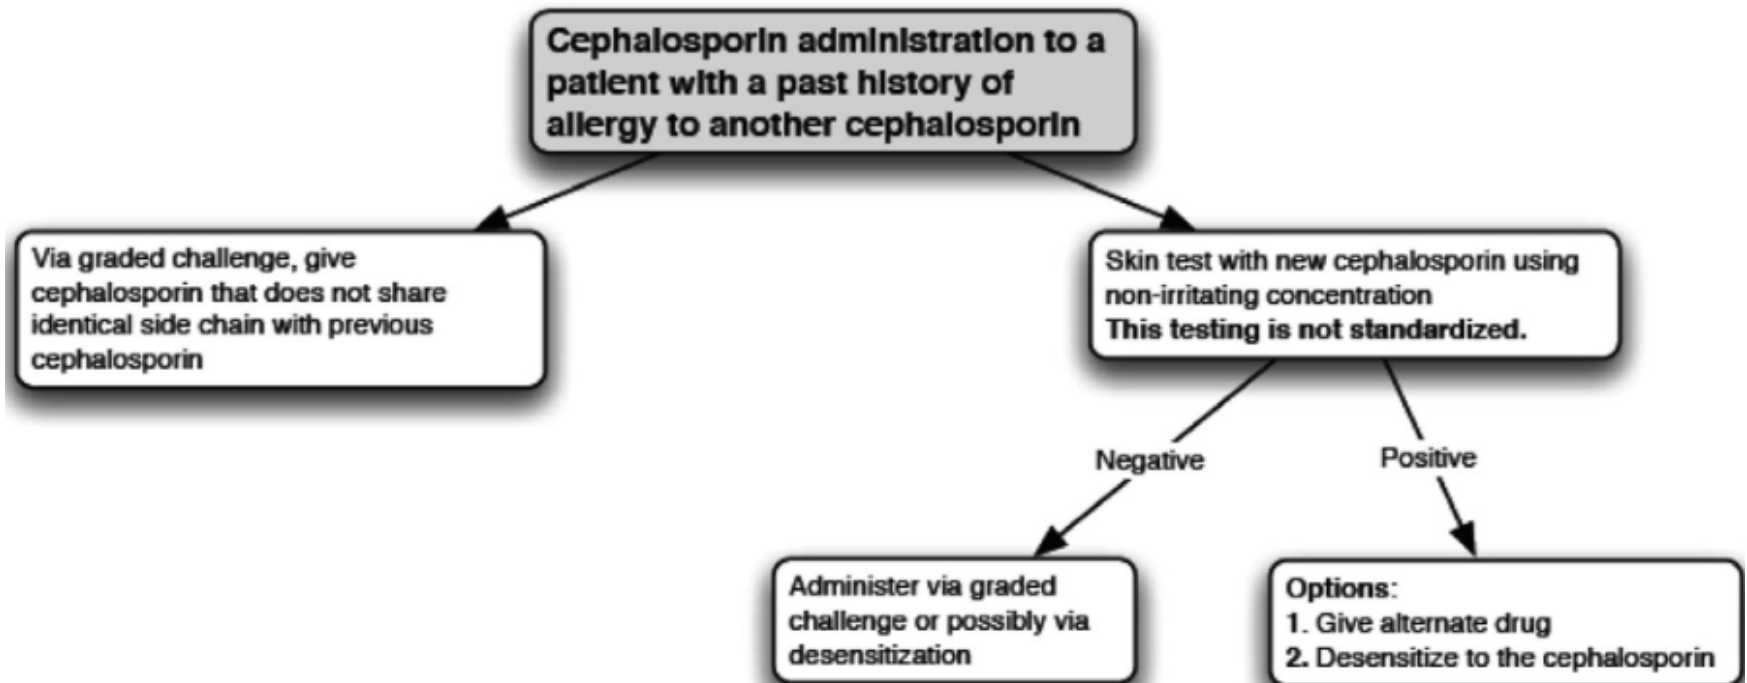 Cephalosporin administration to a
patient with a past history of
allergy to another cephalosporin
Via graded challenge, give
cephalosporin that does not share
identical side chain with previous
cephalosporin
Skin test with new cephalosporin using
non-irritating concentration
This testing is not standardized.
Negative
Positive
Administer via graded
challenge or possibly via
desensitization
Options:
1. Give alternate drug
2. Desensitize to the cephalosporin